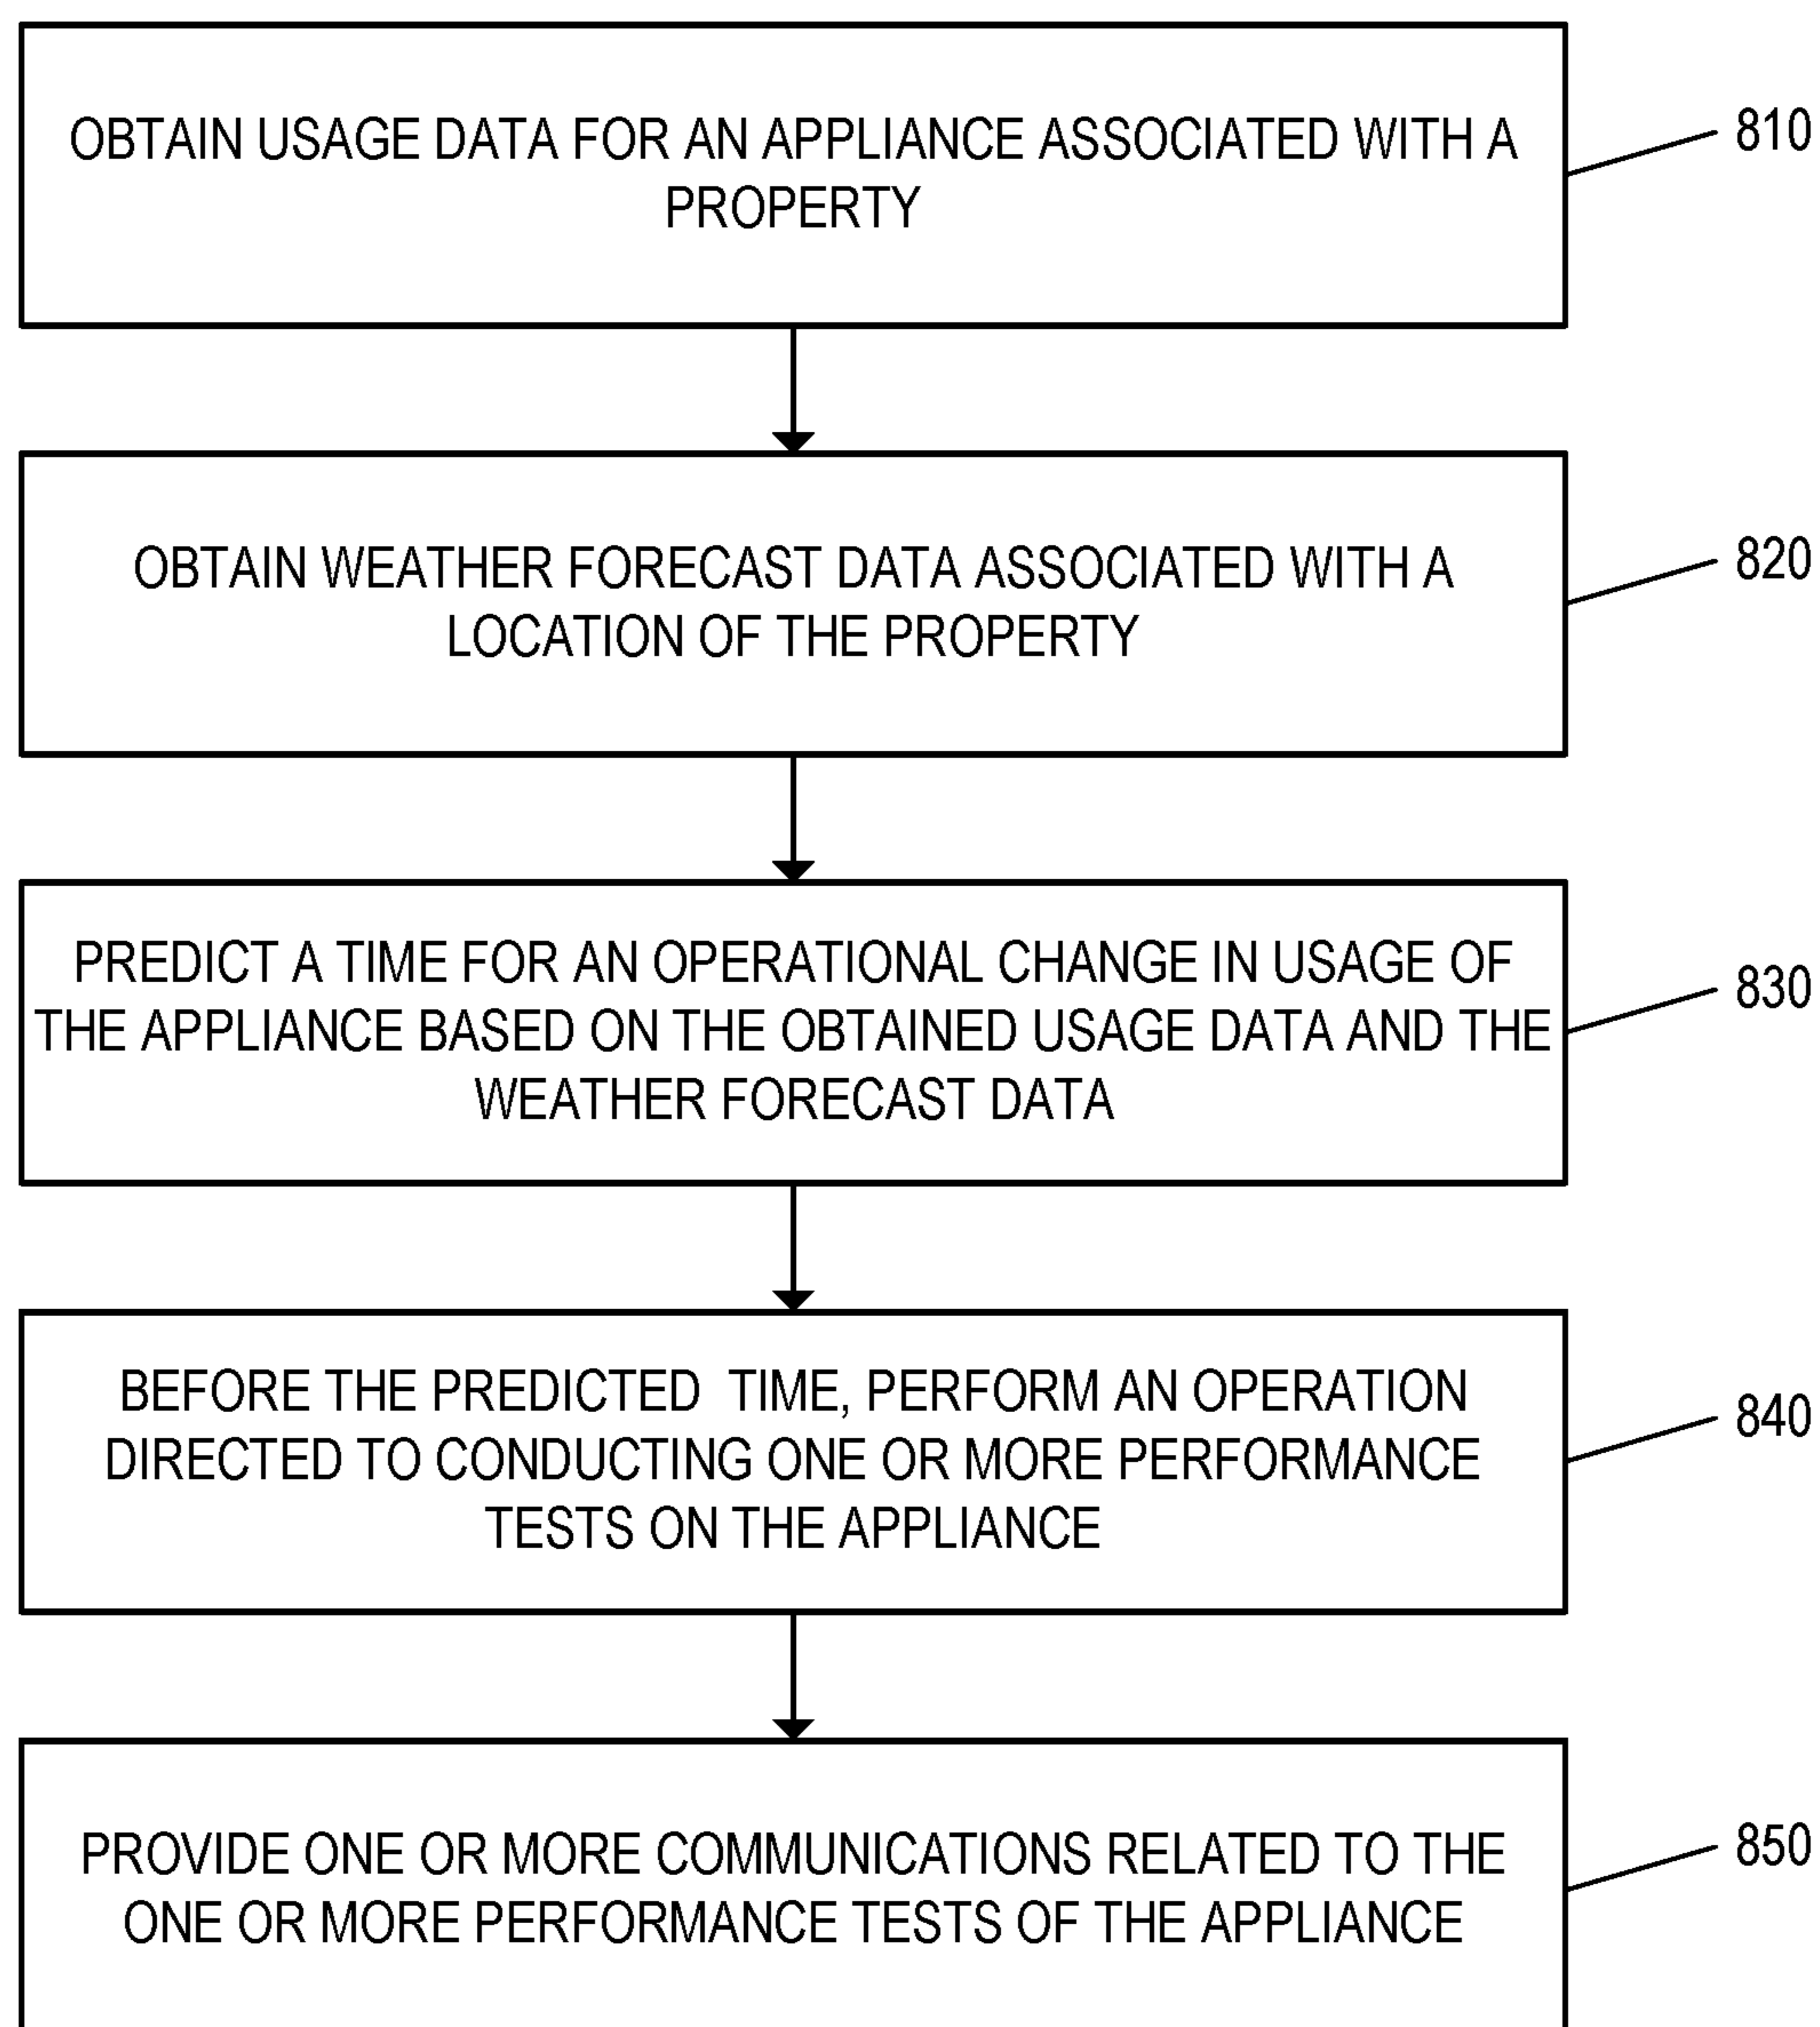 OBTAIN USAGE DATA FOR AN APPLIANCE ASSOCIATED WITH A
PROPERTY
810
OBTAIN WEATHER FORECAST DATA ASSOCIATED WITH A
LOCATION OF THE PROPERTY
820
PREDICT A TIME FOR AN OPERATIONAL CHANGE IN USAGE OF
THE APPLIANCE BASED ON THE OBTAINED USAGE DATA AND THE
WEATHER FORECAST DATA
830
BEFORE THE PREDICTED TIME, PERFORM AN OPERATION
DIRECTED TO CONDUCTING ONE OR MORE PERFORMANCE
TESTS ON THE APPLIANCE
840
PROVIDE ONE OR MORE COMMUNICATIONS RELATED TO THE
ONE OR MORE PERFORMANCE TESTS OF THE APPLIANCE
850